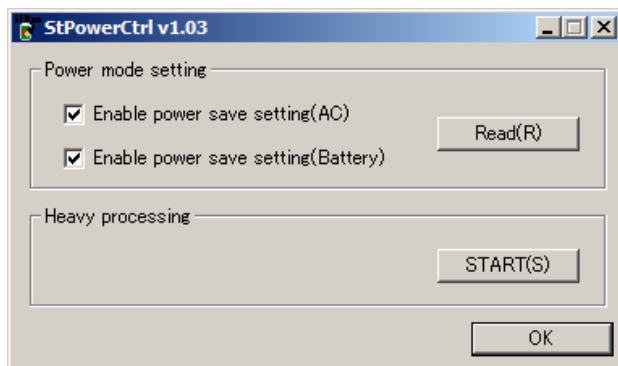 StPowerCtrl v1.03
Power mode setting
Enable power save setting(AC)
Read(R)
Enable power save setting(Battery)
Heavy processing
START(S)
OK